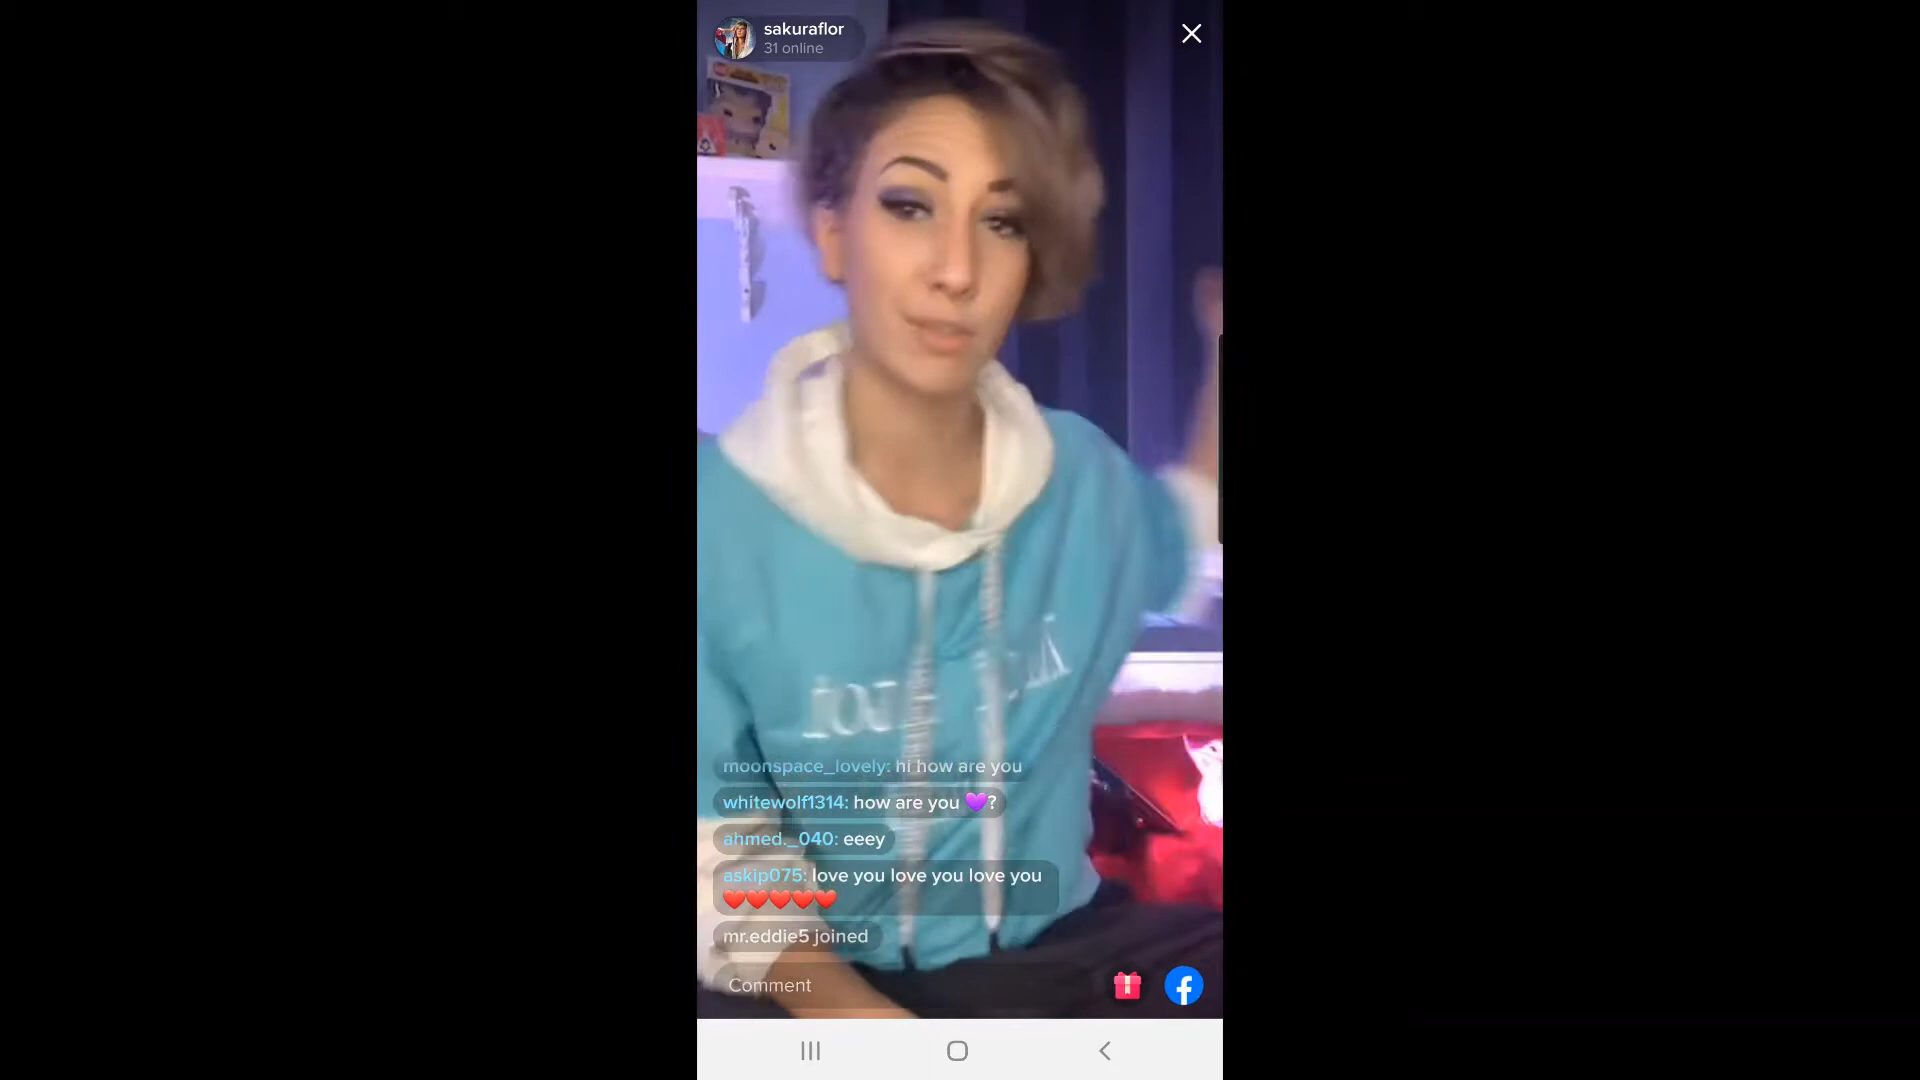 sakuraflor
31 online
moonspace_lovely: hi how are you
whitewolf1314: how are you 💜?
ahmed._040: eeey
askip075: love you love you love you
❤️❤️❤️❤️❤️
mr.eddie5 joined
Comment